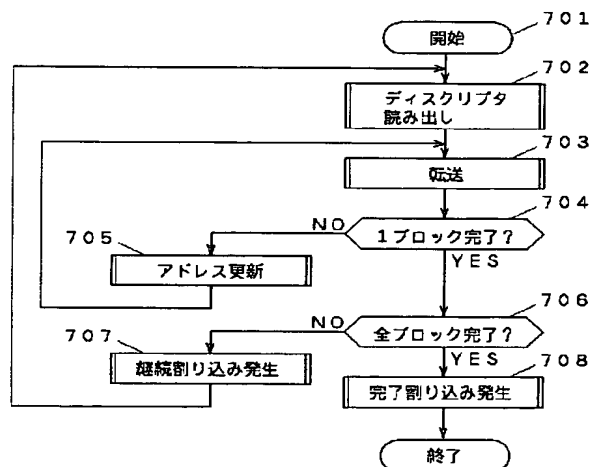 開始
701
702
ディスクリプタ
読み出し
703
転送
704
1ブロック完了?
NO
YES
705
アドレス更新
706
全ブロック完了?
NO
YES
707
継続割り込み発生
708
完了割り込み発生
終了